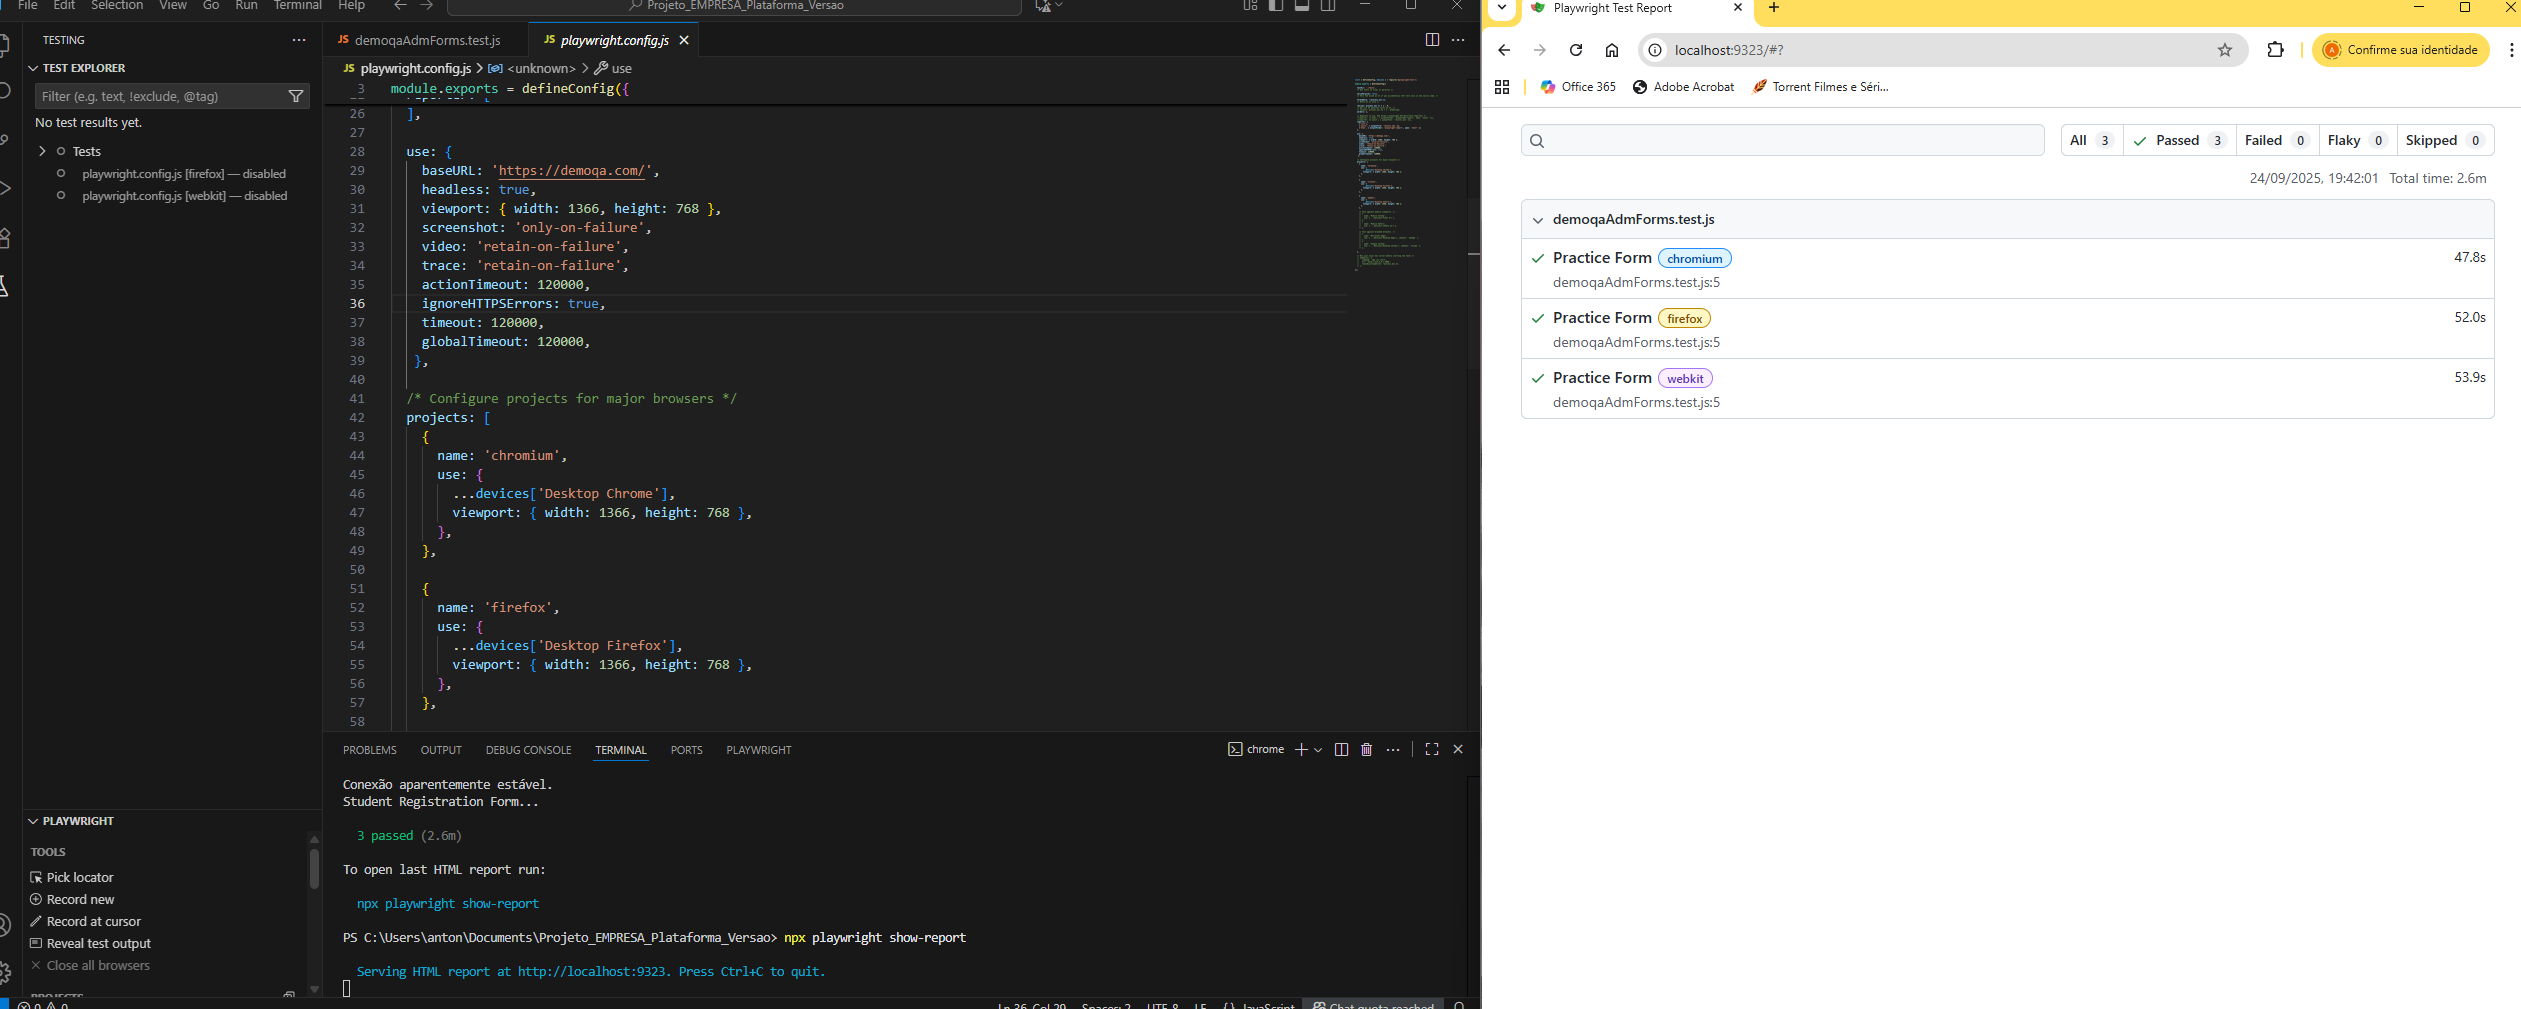 File Edit Selection View Go Run Terminal Help
Projeto_EMPRESA_Plataforma_Versao
TESTING
TEST EXPLORER
Filter (e.g. text, !exclude, @tag)
No test results yet.
Tests
playwright.config.js [firefox] — disabled
playwright.config.js [webkit] — disabled
PLAYWRIGHT
TOOLS
Pick locator
Record new
Record at cursor
Reveal test output
Close all browsers
PROJECTS
JS demoqaAdmForms.test.js
JS playwright.config.js
JS playwright.config.js > <unknown> > use
3 module.exports = defineConfig({
26 ],
27
28 use: {
29 baseURL: 'https://demoqa.com/',
30 headless: true,
31 viewport: { width: 1366, height: 768 },
32 screenshot: 'only-on-failure',
33 video: 'retain-on-failure',
34 trace: 'retain-on-failure',
35 actionTimeout: 120000,
36 ignoreHTTPSErrors: true,
37 timeout: 120000,
38 globalTimeout: 120000,
39 },
40
41 /* Configure projects for major browsers */
42 projects: [
43 {
44 name: 'chromium',
45 use: {
46 ...devices['Desktop Chrome'],
47 viewport: { width: 1366, height: 768 },
48 },
49 },
50
51 {
52 name: 'firefox',
53 use: {
54 ...devices['Desktop Firefox'],
55 viewport: { width: 1366, height: 768 },
56 },
57 },
58
PROBLEMS OUTPUT DEBUG CONSOLE TERMINAL PORTS PLAYWRIGHT
chrome
Conexão aparentemente estável.
Student Registration Form...
3 passed (2.6m)
To open last HTML report run:
npx playwright show-report
PS C:\Users\anton\Documents\Projeto_EMPRESA_Plataforma_Versao> npx playwright show-report
Serving HTML report at http://localhost:9323. Press Ctrl+C to quit.
0 0
Ln 36, Col 29 Spaces: 2 UTF-8 LF {} JavaScript Chat quota reached
Playwright Test Report
localhost:9323/#?
Confirme sua identidade
Office 365 Adobe Acrobat Torrent Filmes e Séri...
All 3 Passed 3 Failed 0 Flaky 0 Skipped 0
24/09/2025, 19:42:01 Total time: 2.6m
demoqaAdmForms.test.js
Practice Form chromium 47.8s
demoqaAdmForms.test.js:5
Practice Form firefox 52.0s
demoqaAdmForms.test.js:5
Practice Form webkit 53.9s
demoqaAdmForms.test.js:5